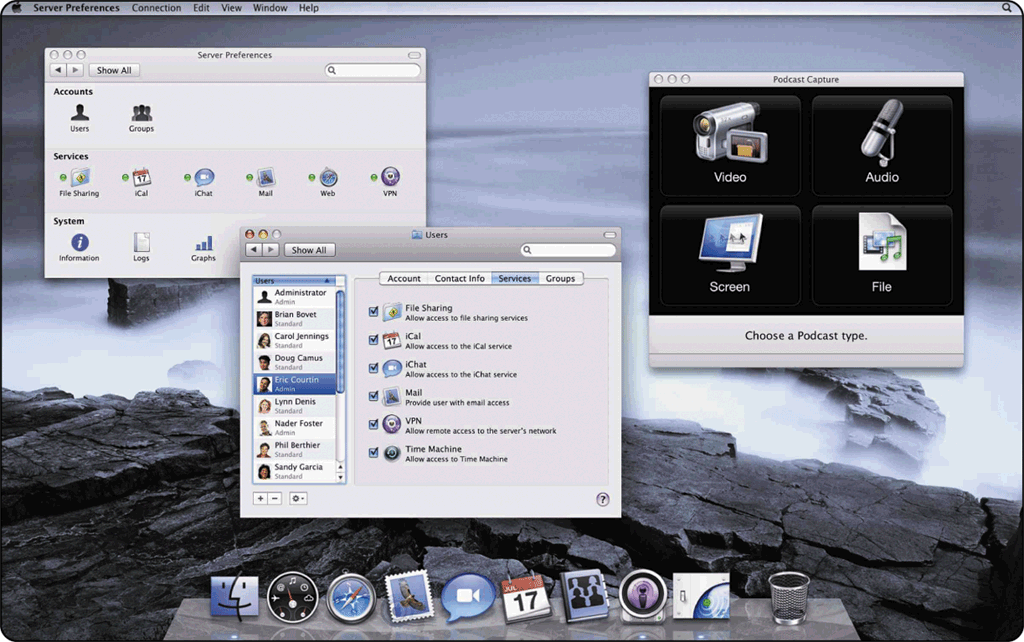 Server Preferences Connection Edit View Window Help
Server Preferences
Show All
Accounts
Users Groups
Services
File Sharing iCal iChat Mail Web VPN
17
System
Information Logs Graphs
Users
Show All
Users
Administrator
Admin
Brian Bovet
Standard
Carol Jennings
Standard
Doug Camus
Standard
Eric Courtin
Admin
Lynn Denis
Standard
Nader Foster
Admin
Phil Berthier
Standard
Sandy Garcia
Standard
Account Contact Info Services Groups
File Sharing
Allow access to file sharing services
17
iCal
Allow access to the iCal service
iChat
Allow access to the iChat service
Mail
Provide user with email access
VPN
Allow remote access to the server's network
Time Machine
Allow access to Time Machine
?
Podcast Capture
Video Audio
Screen File
Choose a Podcast type.
JUL
17